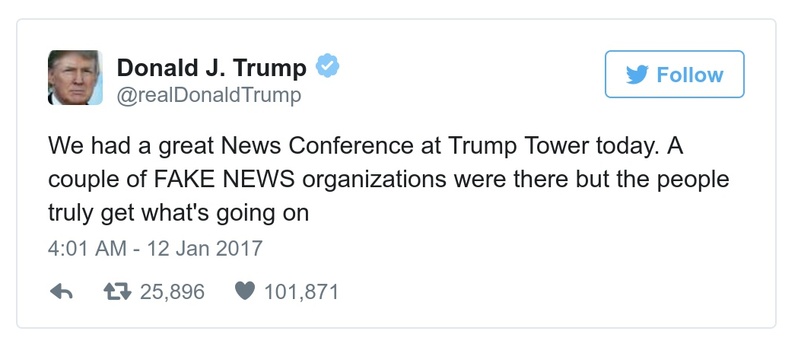 Donald J. Trump
@realDonaldTrump
Follow
We had a great News Conference at Trump Tower today. A
couple of FAKE NEWS organizations were there but the people
truly get what's going on
4:01 AM - 12 Jan 2017
25,896 101,871